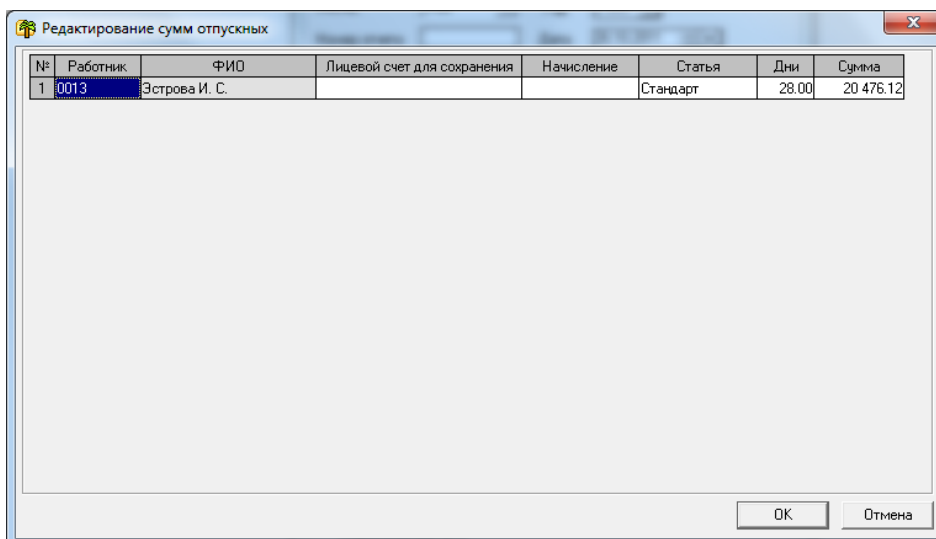 Редактирование сумм отпускных
№ Работник ФИО Лицевой счет для сохранения Начисление Статья Дни Сумма
1 0013 Эстрова И. С. Стандарт 28.00 20 476.12
OK Отмена